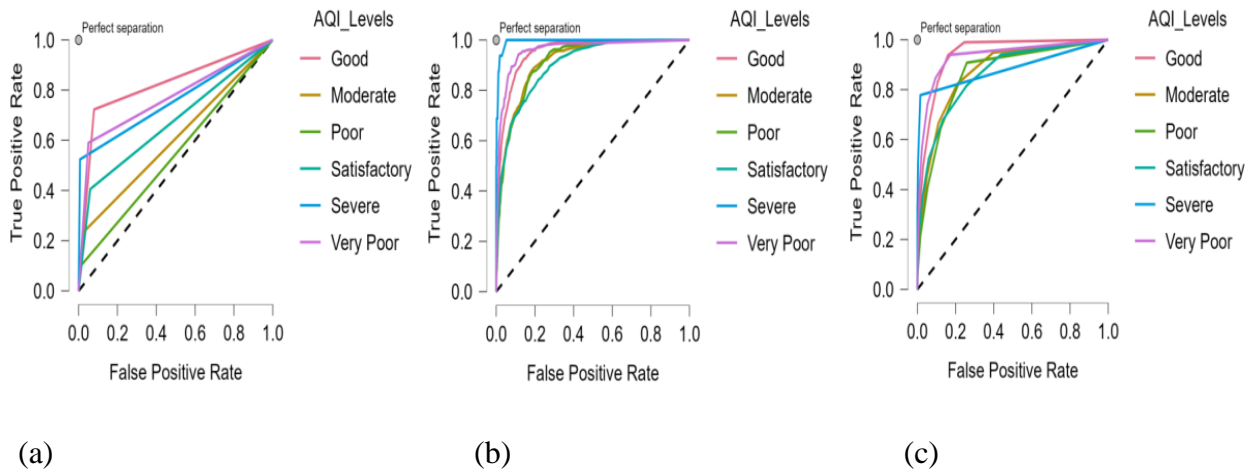 AQI_Levels
Perfect separation
1.0
0.8
0.6
0.4
0.2
0.0
True Positive Rate
0.0 0.2 0.4 0.6 0.8 1.0
False Positive Rate
Good
Moderate
Poor
Satisfactory
Severe
Very Poor
(a)
AQI_Levels
Perfect separation
1.0
0.8
0.6
0.4
0.2
0.0
True Positive Rate
0.0 0.2 0.4 0.6 0.8 1.0
False Positive Rate
Good
Moderate
Poor
Satisfactory
Severe
Very Poor
(b)
AQI_Levels
Perfect separation
1.0
0.8
0.6
0.4
0.2
0.0
True Positive Rate
0.0 0.2 0.4 0.6 0.8 1.0
False Positive Rate
Good
Moderate
Poor
Satisfactory
Severe
Very Poor
(c)